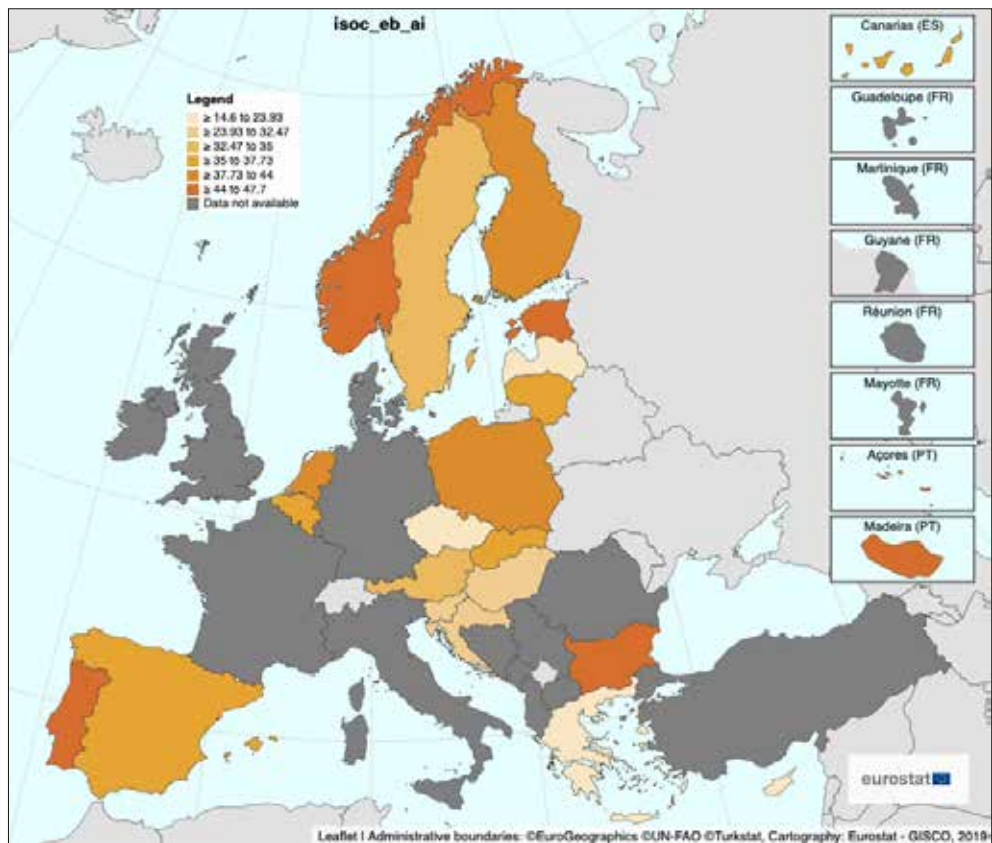 isoc_eb_ai
Legend
≥ 14.6 to 23.93
≥ 23.93 to 32.47
≥ 32.47 to 35
≥ 35 to 37.73
≥ 37.73 to 44
≥ 44 to 47.7
Data not available
Canarias (ES)
Guadeloupe (FR)
Martinique (FR)
Guyane (FR)
Réunion (FR)
Mayotte (FR)
Açores (PT)
Madeira (PT)
eurostat
Leaflet | Administrative boundaries: ©EuroGeographics ©UN-FAO ©Turkstat, Cartography: Eurostat - GISCO, 2019